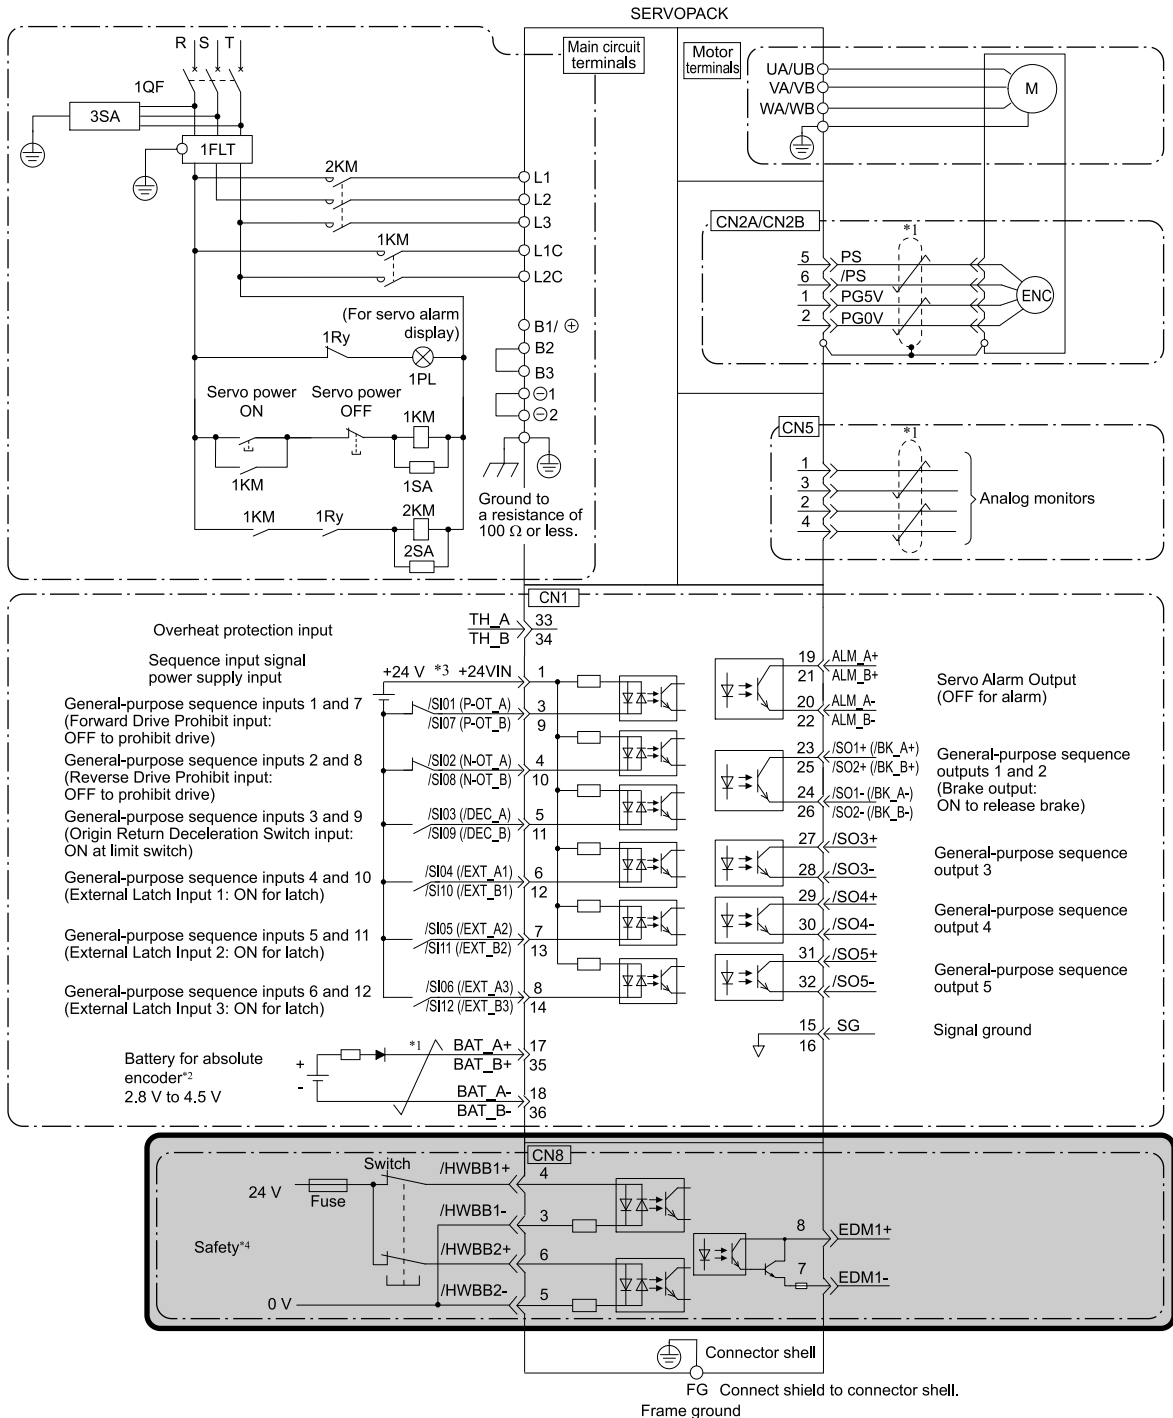 SERVOPACK
R S T
Main circuit
terminals
Motor
terminals
1QF
3SA
1FLT
UA/UB
VA/VB
WA/WB
M
2KM
L1
L2
L3
1KM
L1C
L2C
CN2A/CN2B
*1
5 PS
6 /PS
1 PG5V
2 PG0V
ENC
(For servo alarm
display)
1Ry
1PL
B1/ ⊕
B2
B3
⊖1
⊖2
Servo power
ON
Servo power
OFF
1KM
1SA
1KM
1KM
1Ry
2KM
2SA
Ground to
a resistance of
100 Ω or less.
CN5
*1
1
3
2
4
Analog monitors
CN1
Overheat protection input
TH_A 33
TH_B 34
Sequence input signal
power supply input
+24 V *3 +24VIN 1
General-purpose sequence inputs 1 and 7
(Forward Drive Prohibit input:
OFF to prohibit drive)
/SI01 (P-OT_A) 3
/SI07 (P-OT_B) 9
General-purpose sequence inputs 2 and 8
(Reverse Drive Prohibit input:
OFF to prohibit drive)
/SI02 (N-OT_A) 4
/SI08 (N-OT_B) 10
General-purpose sequence inputs 3 and 9
(Origin Return Deceleration Switch input:
ON at limit switch)
/SI03 (/DEC_A) 5
/SI09 (/DEC_B) 11
General-purpose sequence inputs 4 and 10
(External Latch Input 1: ON for latch)
/SI04 (/EXT_A1) 6
/SI10 (/EXT_B1) 12
General-purpose sequence inputs 5 and 11
(External Latch Input 2: ON for latch)
/SI05 (/EXT_A2) 7
/SI11 (/EXT_B2) 13
General-purpose sequence inputs 6 and 12
(External Latch Input 3: ON for latch)
/SI06 (/EXT_A3) 8
/SI12 (/EXT_B3) 14
Battery for absolute
encoder*2
2.8 V to 4.5 V
+
-
*1
BAT_A+ 17
BAT_B+ 35
BAT_A- 18
BAT_B- 36
19 ALM_A+
21 ALM_B+
20 ALM_A-
22 ALM_B-
Servo Alarm Output
(OFF for alarm)
23 /SO1+ (/BK_A+)
25 /SO2+ (/BK_B+)
24 /SO1- (/BK_A-)
26 /SO2- (/BK_B-)
General-purpose sequence
outputs 1 and 2
(Brake output:
ON to release brake)
27 /SO3+
28 /SO3-
General-purpose sequence
output 3
29 /SO4+
30 /SO4-
General-purpose sequence
output 4
31 /SO5+
32 /SO5-
General-purpose sequence
output 5
15 SG
16
Signal ground
CN8
Switch
24 V
Fuse
/HWBB1+ 4
/HWBB1- 3
Safety*4
/HWBB2+ 6
/HWBB2- 5
0 V
8 EDM1+
7 EDM1-
Connector shell
FG Connect shield to connector shell.
Frame ground